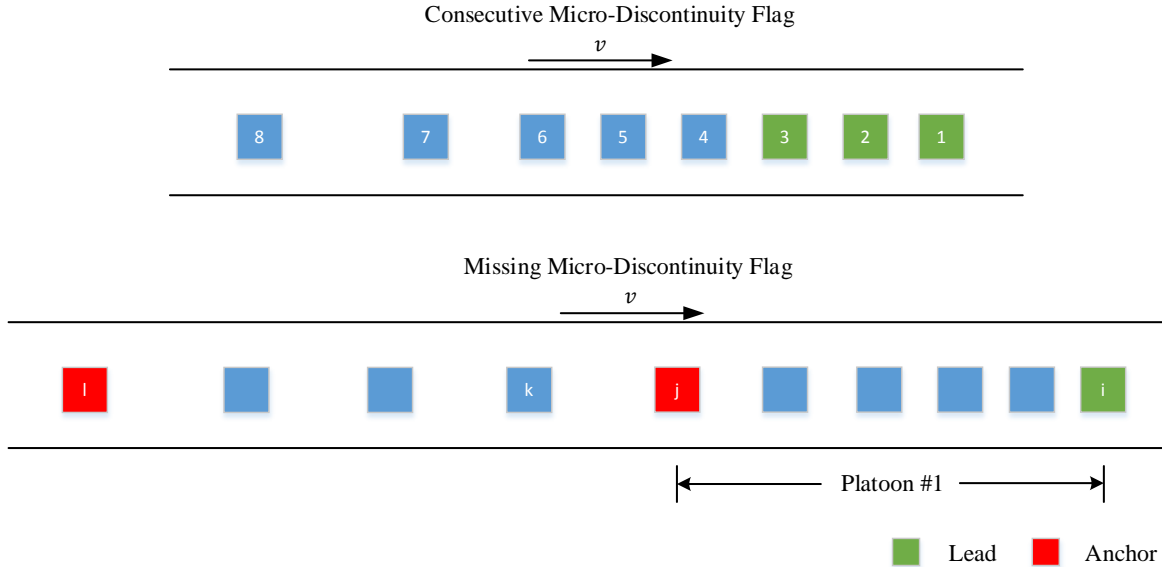 Consecutive Micro-Discontinuity Flag
v
8 7 6 5 4 3 2 1
Missing Micro-Discontinuity Flag
v
l k j i
Platoon #1
Lead Anchor